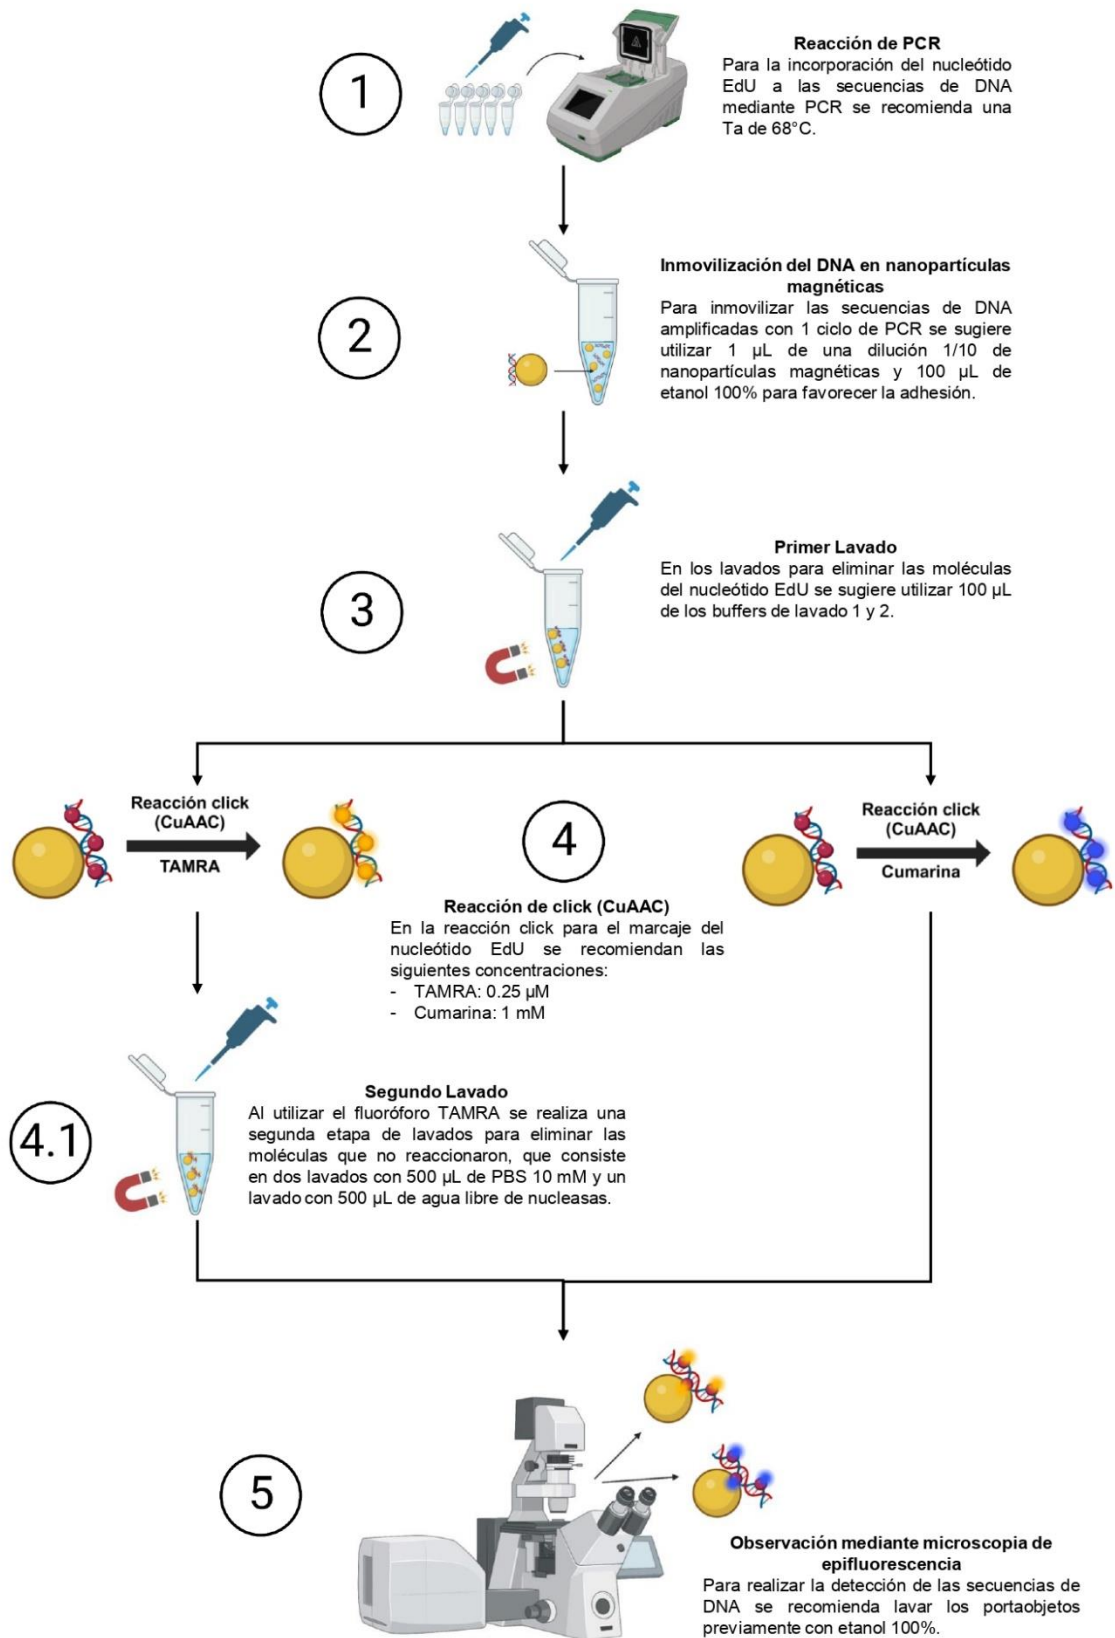 1
Reacción de PCR
Para la incorporación del nucleótido
EdU a las secuencias de DNA
mediante PCR se recomienda una
Ta de 68°C.
2
Inmovilización del DNA en nanopartículas
magnéticas
Para inmovilizar las secuencias de DNA
amplificadas con 1 ciclo de PCR se sugiere
utilizar 1 µL de una dilución 1/10 de
nanopartículas magnéticas y 100 µL de
etanol 100% para favorecer la adhesión.
3
Primer Lavado
En los lavados para eliminar las moléculas
del nucleótido EdU se sugiere utilizar 100 µL
de los buffers de lavado 1 y 2.
Reacción click
(CuAAC)
TAMRA
4
Reacción click
(CuAAC)
Cumarina
Reacción de click (CuAAC)
En la reacción click para el marcaje del
nucleótido EdU se recomiendan las
siguientes concentraciones:
- TAMRA: 0.25 µM
- Cumarina: 1 mM
4.1
Segundo Lavado
Al utilizar el fluoróforo TAMRA se realiza una
segunda etapa de lavados para eliminar las
moléculas que no reaccionaron, que consiste
en dos lavados con 500 µL de PBS 10 mM y un
lavado con 500 µL de agua libre de nucleasas.
5
Observación mediante microscopia de
epifluorescencia
Para realizar la detección de las secuencias de
DNA se recomienda lavar los portaobjetos
previamente con etanol 100%.